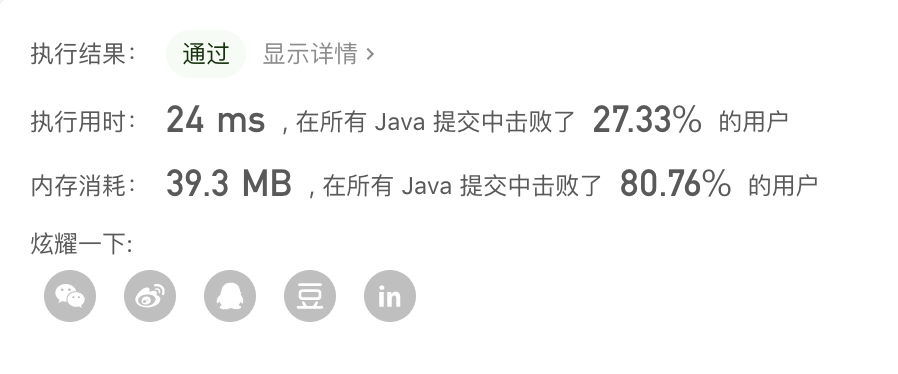 执行结果： 通过 显示详情 >
执行用时： 24 ms , 在所有 Java 提交中击败了 27.33% 的用户
内存消耗： 39.3 MB , 在所有 Java 提交中击败了 80.76% 的用户
炫耀一下:
豆 in